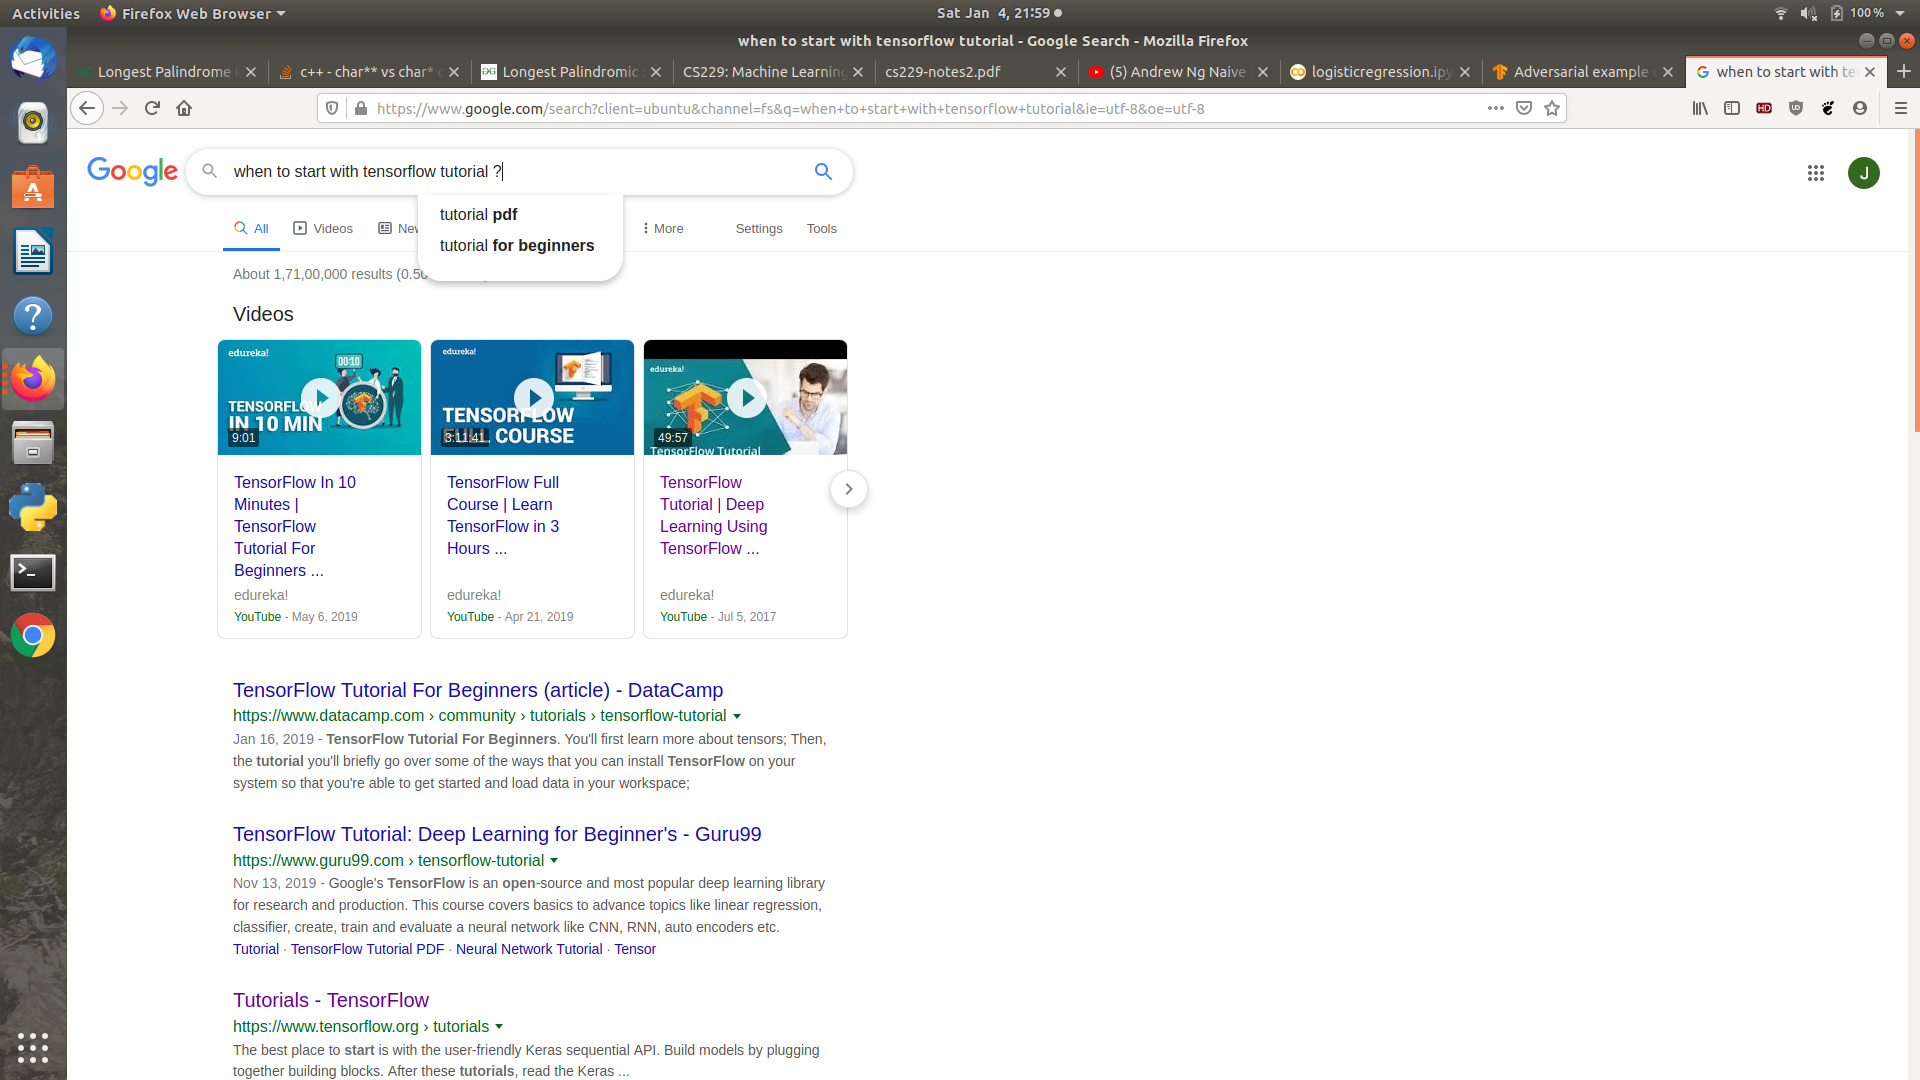 Activities
Firefox Web Browser
Sat Jan 4, 21:59
100 %
when to start with tensorflow tutorial - Google Search - Mozilla Firefox
Longest Palindrome i
c++ - char** vs char* c
Longest Palindromic
CS229: Machine Learning
cs229-notes2.pdf
(5) Andrew Ng Naive
logisticregression.ipy
Adversarial example
when to start with te
https://www.google.com/search?client=ubuntu&channel=fs&q=when+to+start+with+tensorflow+tutorial&ie=utf-8&oe=utf-8
HD
Google
when to start with tensorflow tutorial ?
J
tutorial pdf
tutorial for beginners
All
Videos
New
More
Settings
Tools
About 1,71,00,000 results (0.50
Videos
edureka!
00:10
TENSORFLOW
IN 10 MIN
9:01
edureka!
TENSORFLOW
FULL COURSE
3:11:41
edureka!
49:57
TensorFlow Tutorial
TensorFlow In 10
Minutes |
TensorFlow
Tutorial For
Beginners ...
edureka!
YouTube - May 6, 2019
TensorFlow Full
Course | Learn
TensorFlow in 3
Hours ...
edureka!
YouTube - Apr 21, 2019
TensorFlow
Tutorial | Deep
Learning Using
TensorFlow ...
edureka!
YouTube - Jul 5, 2017
TensorFlow Tutorial For Beginners (article) - DataCamp
https://www.datacamp.com › community › tutorials › tensorflow-tutorial
Jan 16, 2019 - TensorFlow Tutorial For Beginners. You'll first learn more about tensors; Then,
the tutorial you'll briefly go over some of the ways that you can install TensorFlow on your
system so that you're able to get started and load data in your workspace;
TensorFlow Tutorial: Deep Learning for Beginner's - Guru99
https://www.guru99.com › tensorflow-tutorial
Nov 13, 2019 - Google's TensorFlow is an open-source and most popular deep learning library
for research and production. This course covers basics to advance topics like linear regression,
classifier, create, train and evaluate a neural network like CNN, RNN, auto encoders etc.
Tutorial · TensorFlow Tutorial PDF · Neural Network Tutorial · Tensor
Tutorials - TensorFlow
https://www.tensorflow.org › tutorials
The best place to start is with the user-friendly Keras sequential API. Build models by plugging
together building blocks. After these tutorials, read the Keras ...